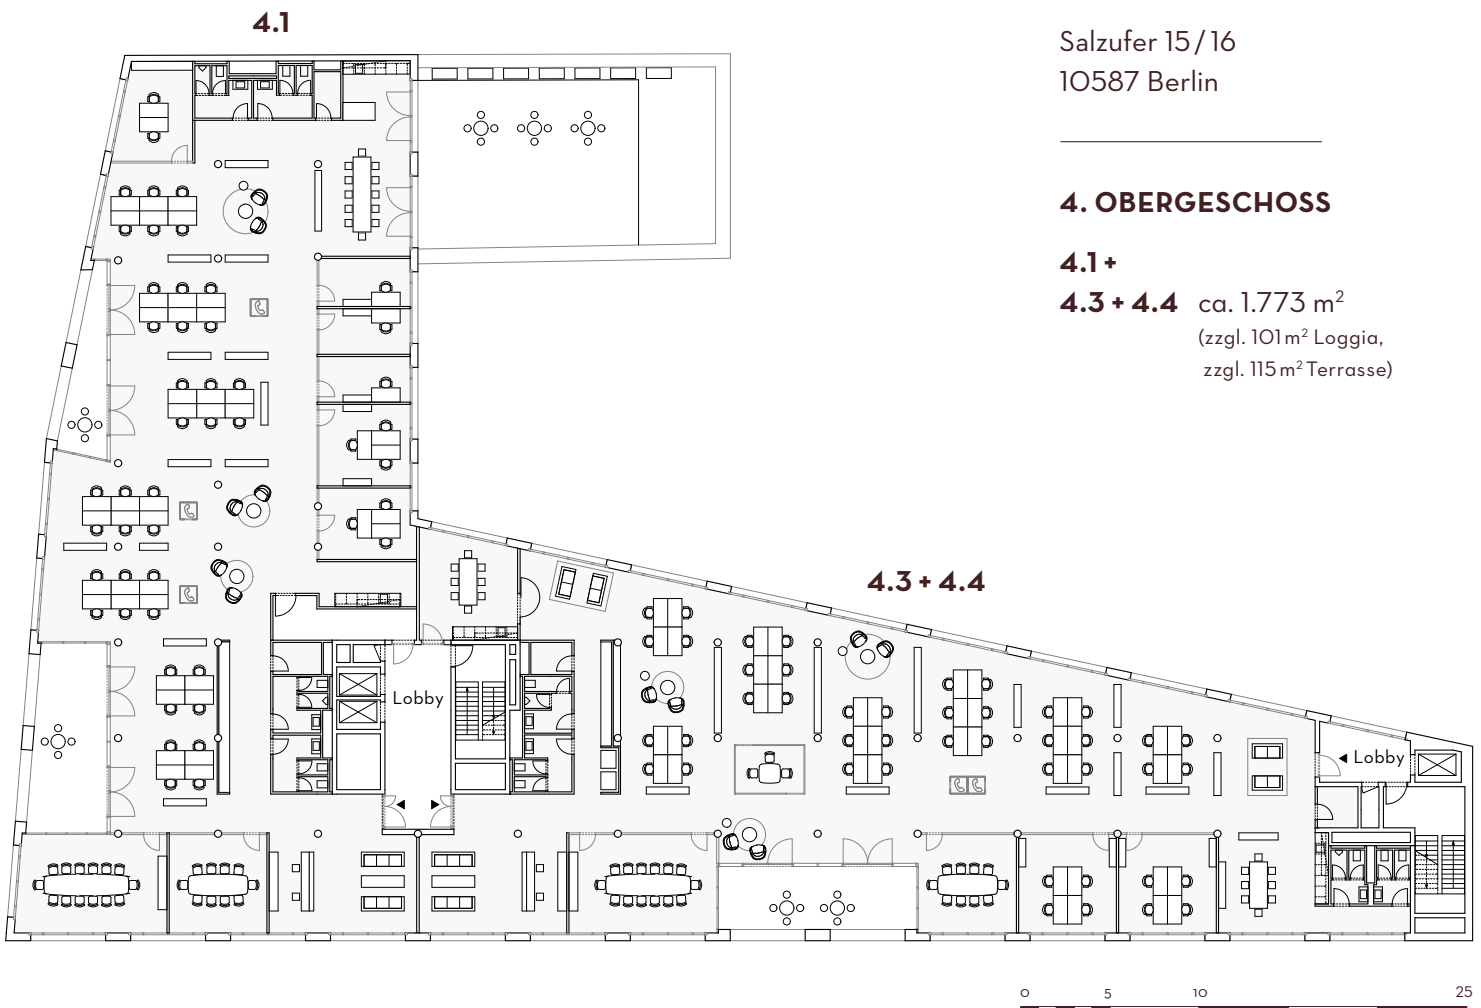 4.1
Salzufer 15/16
10587 Berlin
4. OBERGESCHOSS
4.1 +
4.3 + 4.4 ca. 1.773 m²
(zzgl. 101 m² Loggia,
zzgl. 115 m² Terrasse)
4.3 + 4.4
Lobby
Lobby
0 5 10 25